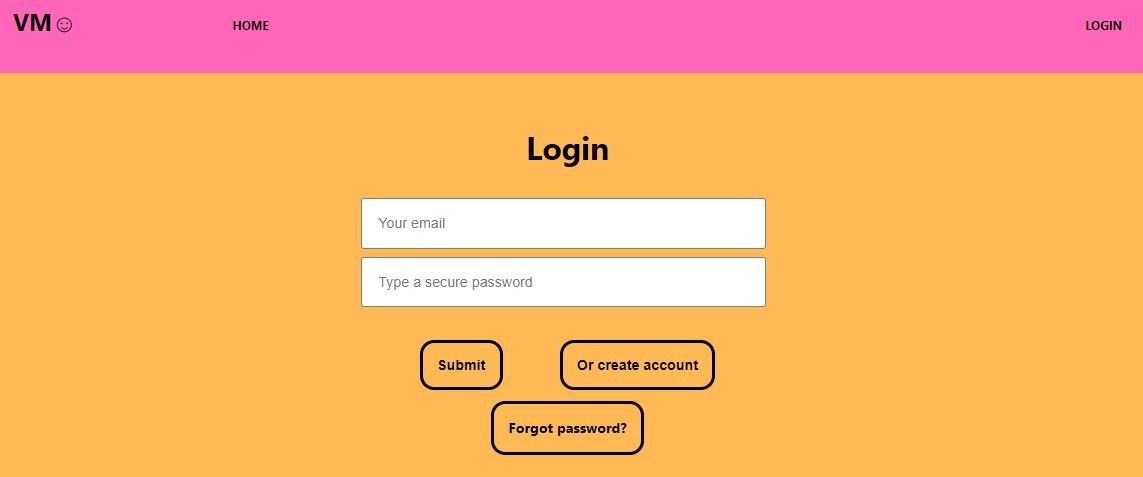 VM☺ HOME LOGIN
Login
Your email
Type a secure password
Submit Or create account
Forgot password?